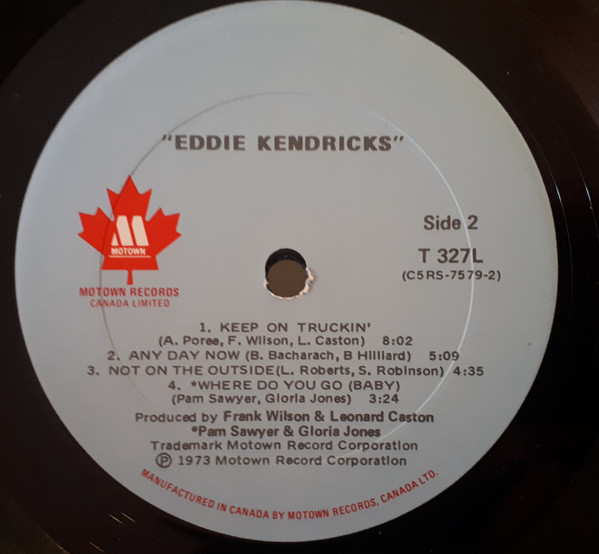 "EDDIE KENDRICKS"
M
MOTOWN
MOTOWN RECORDS
CANADA LIMITED
Side 2
T 327L
(C5RS-7579-2)
1. KEEP ON TRUCKIN'
(A. Poree, F. Wilson, L. Caston) 8:02
2. ANY DAY NOW (B. Bacharach, B Hilliard) 5:09
3. NOT ON THE OUTSIDE(L. Roberts, S. Robinson) 4:35
4. *WHERE DO YOU GO (BABY)
(Pam Sawyer, Gloria Jones) 3:24
Produced by Frank Wilson & Leonard Caston
*Pam Sawyer & Gloria Jones
Trademark Motown Record Corporation
℗ 1973 Motown Record Corporation
MANUFACTURED IN CANADA BY MOTOWN RECORDS, CANADA LTD.